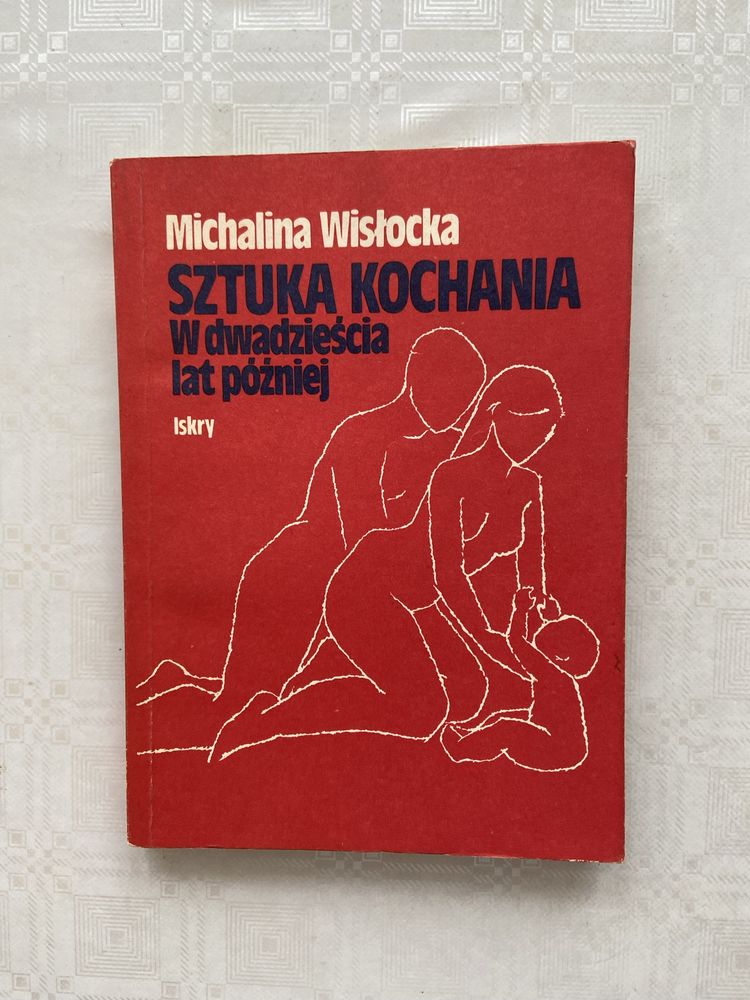 Michalina Wisłocka
SZTUKA KOCHANIA
W dwadzieścia
lat później
Iskry